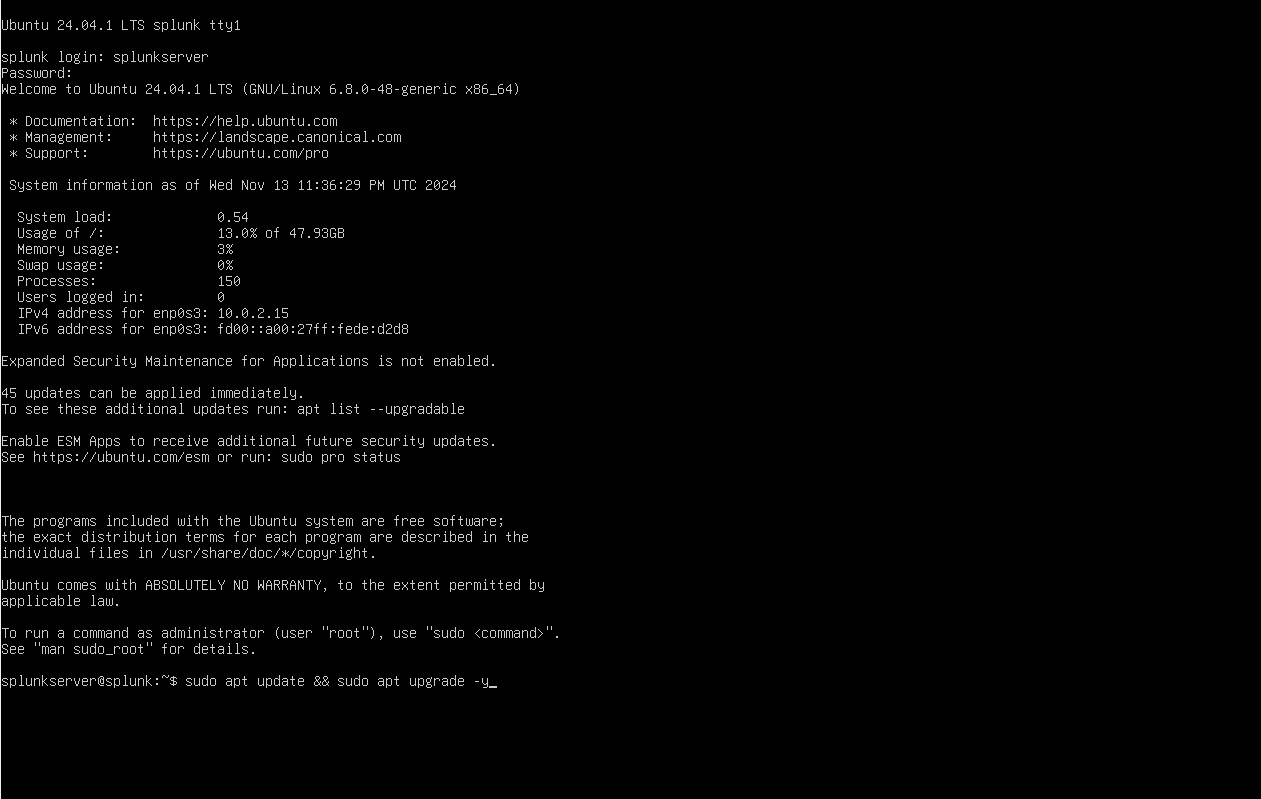 Ubuntu 24.04.1 LTS splunk tty1
splunk login: splunkserver
Password:
Welcome to Ubuntu 24.04.1 LTS (GNU/Linux 6.8.0-48-generic x86_64)
* Documentation:  https://help.ubuntu.com
* Management:     https://landscape.canonical.com
* Support:        https://ubuntu.com/pro
System information as of Wed Nov 13 11:36:29 PM UTC 2024
System load:             0.54
Usage of /:              13.0% of 47.93GB
Memory usage:            3%
Swap usage:              0%
Processes:               150
Users logged in:         0
IPv4 address for enp0s3: 10.0.2.15
IPv6 address for enp0s3: fd00::a00:27ff:fede:d2d8
Expanded Security Maintenance for Applications is not enabled.
45 updates can be applied immediately.
To see these additional updates run: apt list --upgradable
Enable ESM Apps to receive additional future security updates.
See https://ubuntu.com/esm or run: sudo pro status
The programs included with the Ubuntu system are free software;
the exact distribution terms for each program are described in the
individual files in /usr/share/doc/*/copyright.
Ubuntu comes with ABSOLUTELY NO WARRANTY, to the extent permitted by
applicable law.
To run a command as administrator (user "root"), use "sudo <command>".
See "man sudo_root" for details.
splunkserver@splunk:~$ sudo apt update && sudo apt upgrade -y_